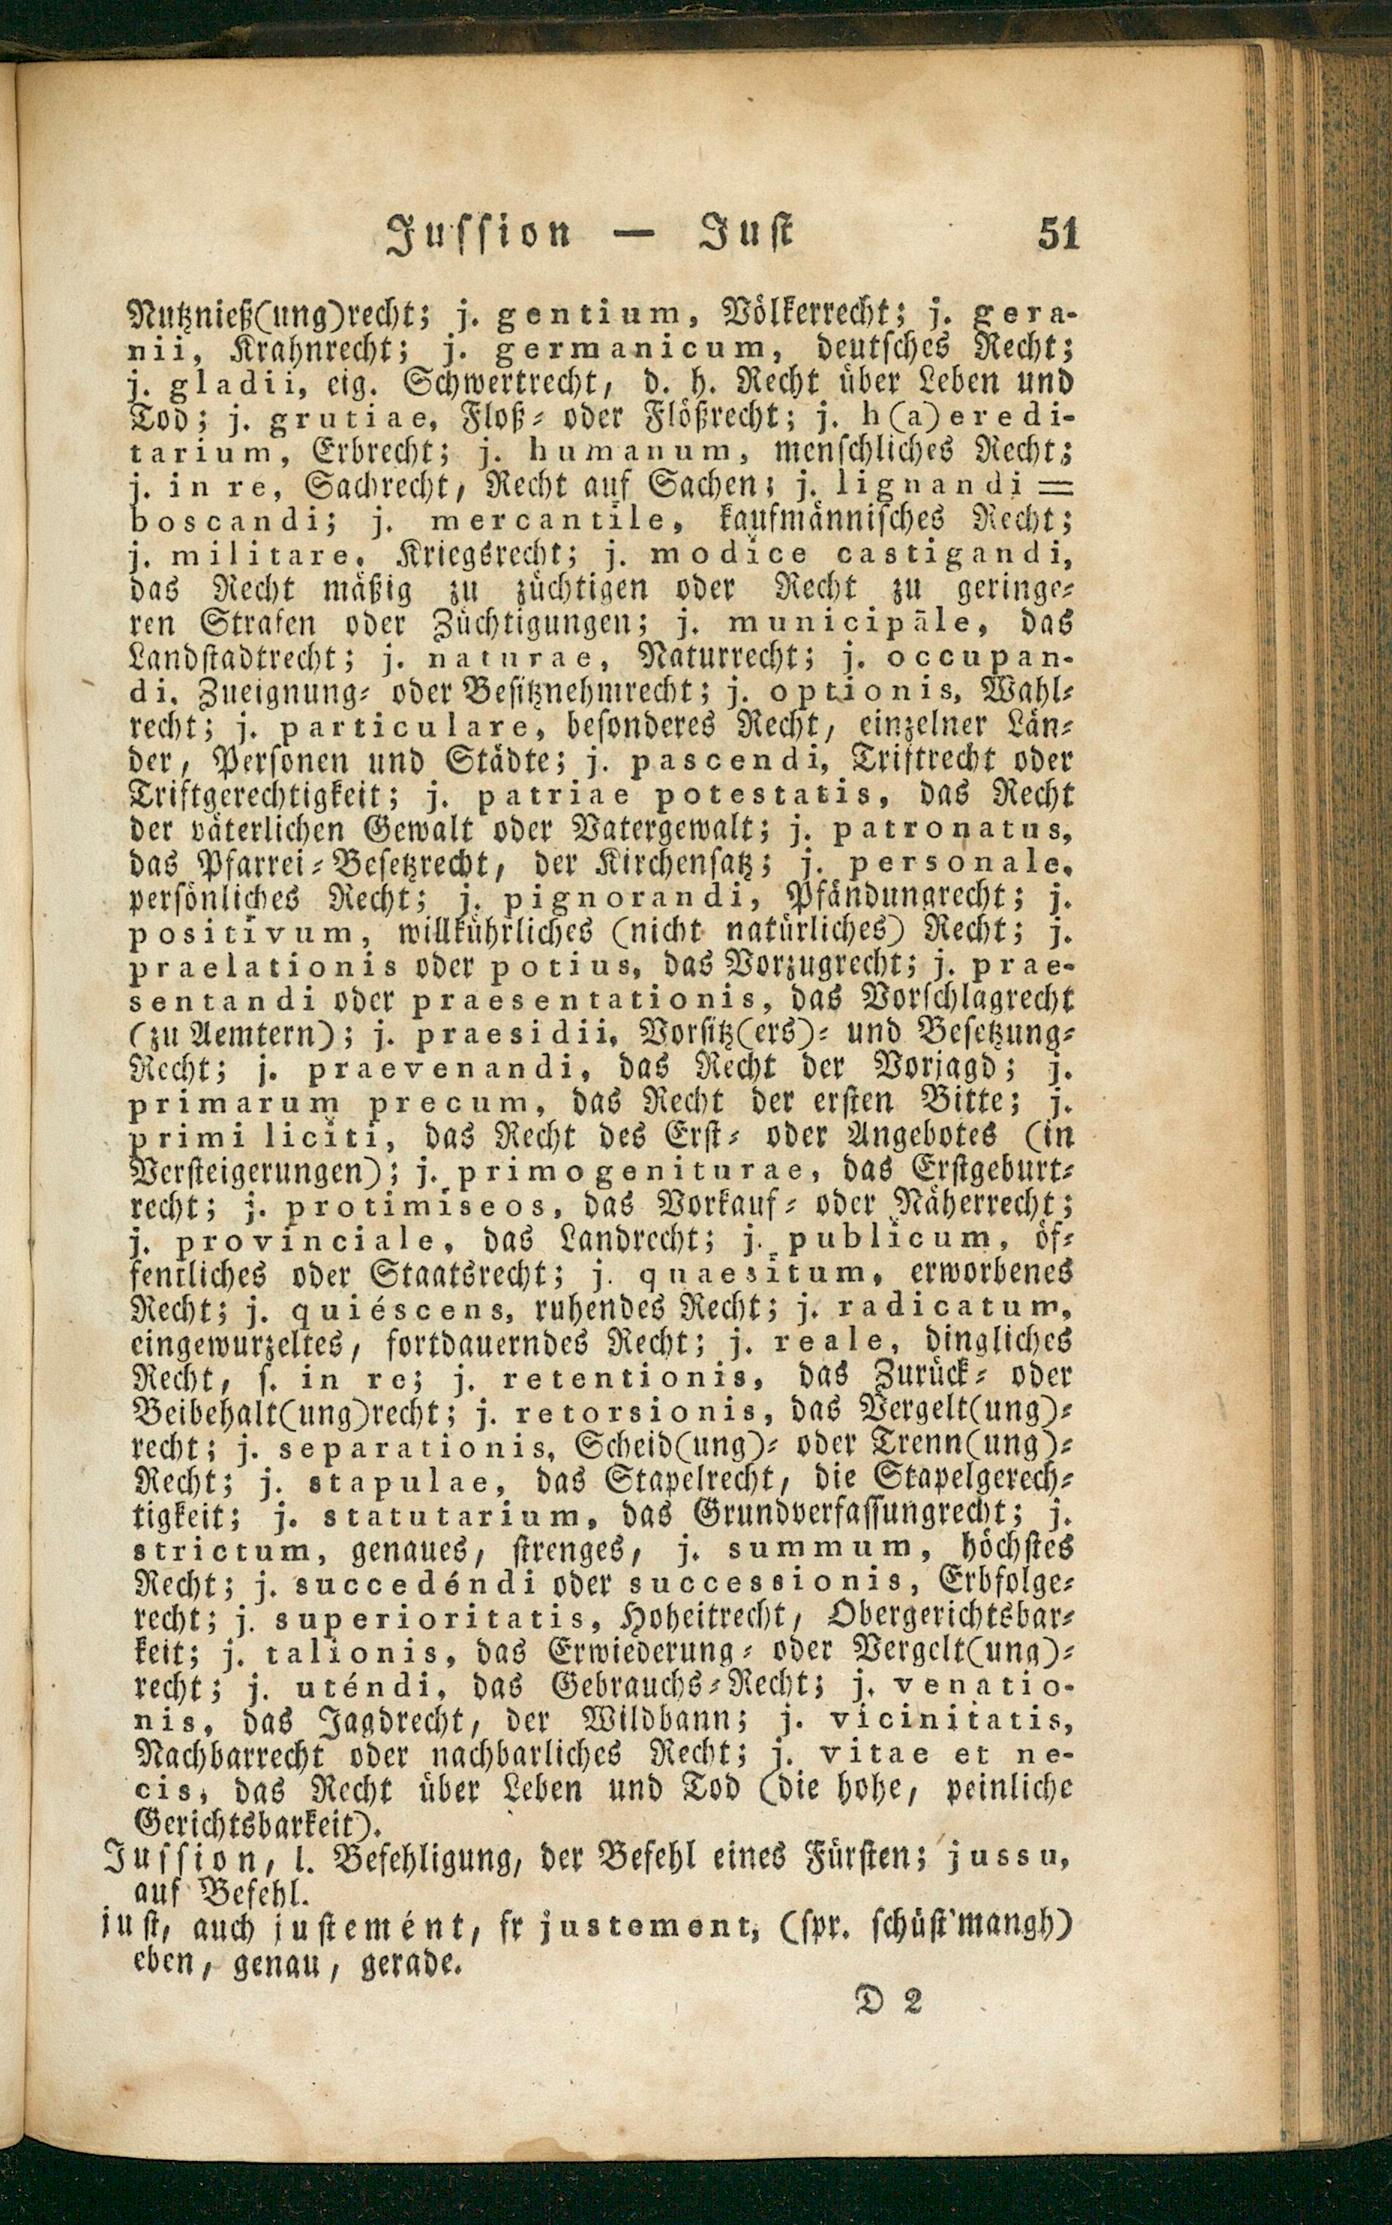 Jussion — Just 51
Nutznieß(ung)recht; j. gentium, Völkerrecht; j. gera-
nii, Krahnrecht; j. germanicum, deutsches Recht;
j. gladii, eig. Schwertrecht, d. h. Recht über Leben und
Tod; j. grutiae, Floß- oder Flößrecht; j. h(a)eredi-
tarium, Erbrecht; j. humanum, menschliches Recht;
j. in re, Sachrecht, Recht auf Sachen; j. lignandi =
boscandi; j. mercantīle, kaufmännisches Recht;
j. militare, Kriegsrecht; j. modĭce castigandi,
das Recht mäßig zu züchtigen oder Recht zu geringe-
ren Strafen oder Züchtigungen; j. municipāle, das
Landstadtrecht; j. naturae, Naturrecht; j. occupan-
di, Zueignung- oder Besitznehmrecht; j. optionis, Wahl-
recht; j. particulare, besonderes Recht, einzelner Län-
der, Personen und Städte; j. pascendi, Triftrecht oder
Triftgerechtigkeit; j. patriae potestatis, das Recht
der väterlichen Gewalt oder Vatergewalt; j. patronatus,
das Pfarrei-Besetzrecht, der Kirchensatz; j. personale,
persönliches Recht; j. pignorandi, Pfändungrecht; j.
positīvum, willkührliches (nicht natürliches) Recht; j.
praelationis oder potius, das Vorzugrecht; j. prae-
sentandi oder praesentationis, das Vorschlagrecht
(zu Aemtern); j. praesidii, Vorsitz(ers)- und Besetzung-
Recht; j. praevenandi, das Recht der Vorjagd; j.
primarum precum, das Recht der ersten Bitte; j.
primi licĭti, das Recht des Erst- oder Angebotes (in
Versteigerungen); j. primogeniturae, das Erstgeburt-
recht; j. protimiseos, das Vorkauf- oder Näherrecht;
j. provinciale, das Landrecht; j. publĭcum, öf-
fentliches oder Staatsrecht; j. quaesītum, erworbenes
Recht; j. quiéscens, ruhendes Recht; j. radicatum,
eingewurzeltes, fortdauerndes Recht; j. reale, dingliches
Recht, s. in re; j. retentionis, das Zurück- oder
Beibehalt(ung)recht; j. retorsionis, das Vergelt(ung)-
recht; j. separationis, Scheid(ung)- oder Trenn(ung)-
Recht; j. stapulae, das Stapelrecht, die Stapelgerech-
tigkeit; j. statutarium, das Grundverfassungrecht; j.
strictum, genaues, strenges, j. summum, höchstes
Recht; j. succedéndi oder successionis, Erbfolge-
recht; j. superioritatis, Hoheitrecht, Obergerichtsbar-
keit; j. talionis, das Erwiederung- oder Vergelt(ung)-
recht; j. uténdi, das Gebrauchs-Recht; j. venatio-
nis, das Jagdrecht, der Wildbann; j. vicinitatis,
Nachbarrecht oder nachbarliches Recht; j. vitae et ne-
cis, das Recht über Leben und Tod (die hohe, peinliche
Gerichtsbarkeit).
Jussion, l. Befehligung, der Befehl eines Fürsten; jussu,
auf Befehl.
just, auch justemént, fr justement, (spr. schüst'mangh)
eben, genau, gerade.
D 2